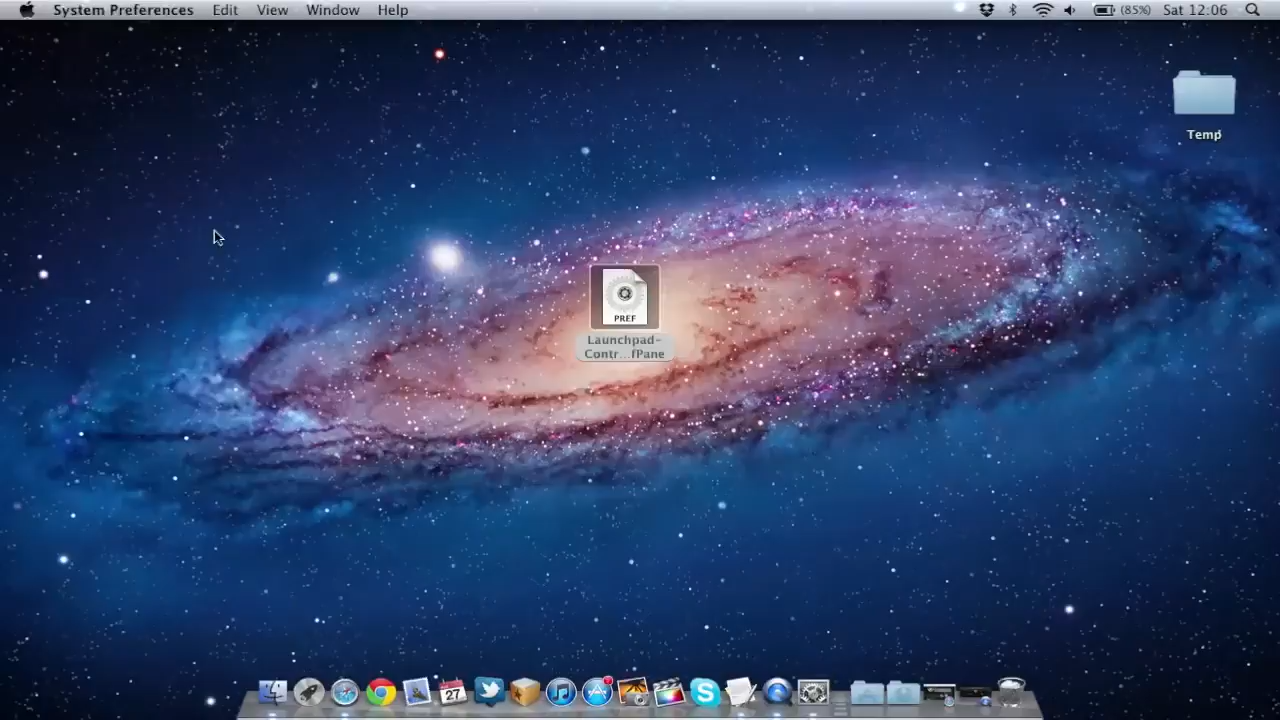 System Preferences Edit View Window Help (85%) Sat 12:06
Temp
PREF
Launchpad-
Contr...fPane
27